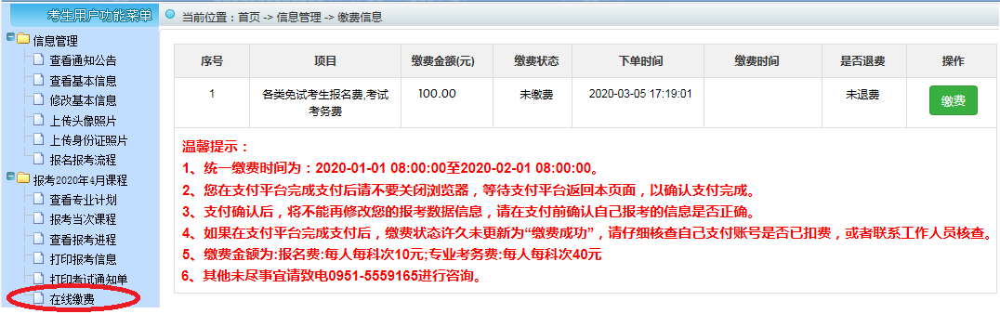 考生用户功能菜单
当前位置：首页 -> 信息管理 -> 缴费信息
信息管理
查看通知公告
查看基本信息
修改基本信息
上传头像照片
上传身份证照片
报名报考流程
报考2020年4月课程
查看专业计划
报考当次课程
查看报考进程
打印报考信息
打印考试通知单
在线缴费
序号 项目 缴费金额(元) 缴费状态 下单时间 缴费时间 是否退费 操作
1 各类免试考生报名费,考试 100.00 未缴费 2020-03-05 17:19:01 未退费 缴费
考务费
温馨提示：
1、统一缴费时间为：2020-01-01 08:00:00至2020-02-01 08:00:00。
2、您在支付平台完成支付后请不要关闭浏览器，等待支付平台返回本页面，以确认支付完成。
3、支付确认后，将不能再修改您的报考数据信息，请在支付前确认自己报考的信息是否正确。
4、如果在支付平台完成支付后，缴费状态许久未更新为“缴费成功”，请仔细核查自己支付账号是否已扣费，或者联系工作人员核查。
5、缴费金额为:报名费:每人每科次10元;专业考务费:每人每科次40元
6、其他未尽事宜请致电0951-5559165进行咨询。